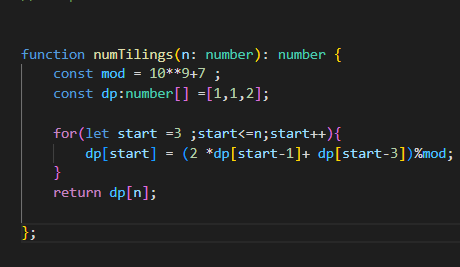 function numTilings(n: number): number {
    const mod = 10**9+7 ;
    const dp:number[] =[1,1,2];

    for(let start =3 ;start<=n;start++){
        dp[start] = (2 *dp[start-1]+ dp[start-3])%mod;
    }
    return dp[n];

};